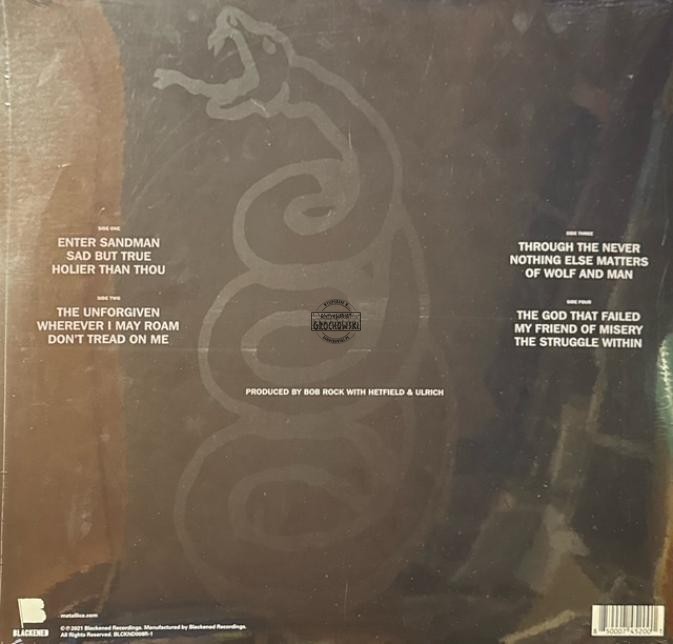 SIDE ONE
ENTER SANDMAN
SAD BUT TRUE
HOLIER THAN THOU
SIDE TWO
THE UNFORGIVEN
WHEREVER I MAY ROAM
DON'T TREAD ON ME
SIDE THREE
THROUGH THE NEVER
NOTHING ELSE MATTERS
OF WOLF AND MAN
SIDE FOUR
THE GOD THAT FAILED
MY FRIEND OF MISERY
THE STRUGGLE WITHIN
GROCHOWSKI
PRODUCED BY BOB ROCK WITH HETFIELD & ULRICH
BLACKENED
metallica.com
© ℗ 2021 Blackened Recordings. Manufactured by Blackened Recordings.
All Rights Reserved.